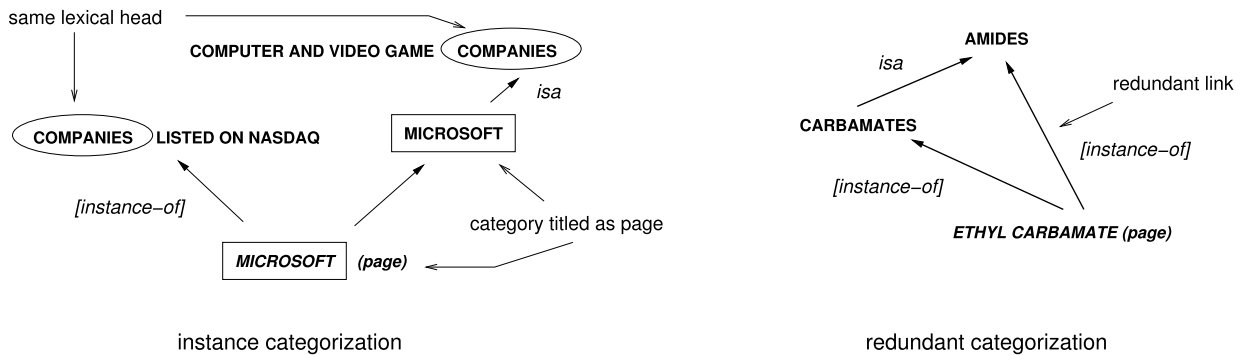 same lexical head
COMPUTER AND VIDEO GAME COMPANIES
isa
COMPANIES LISTED ON NASDAQ
MICROSOFT
[instance−of]
category titled as page
MICROSOFT (page)
instance categorization
AMIDES
isa
redundant link
CARBAMATES
[instance−of]
[instance−of]
ETHYL CARBAMATE (page)
redundant categorization